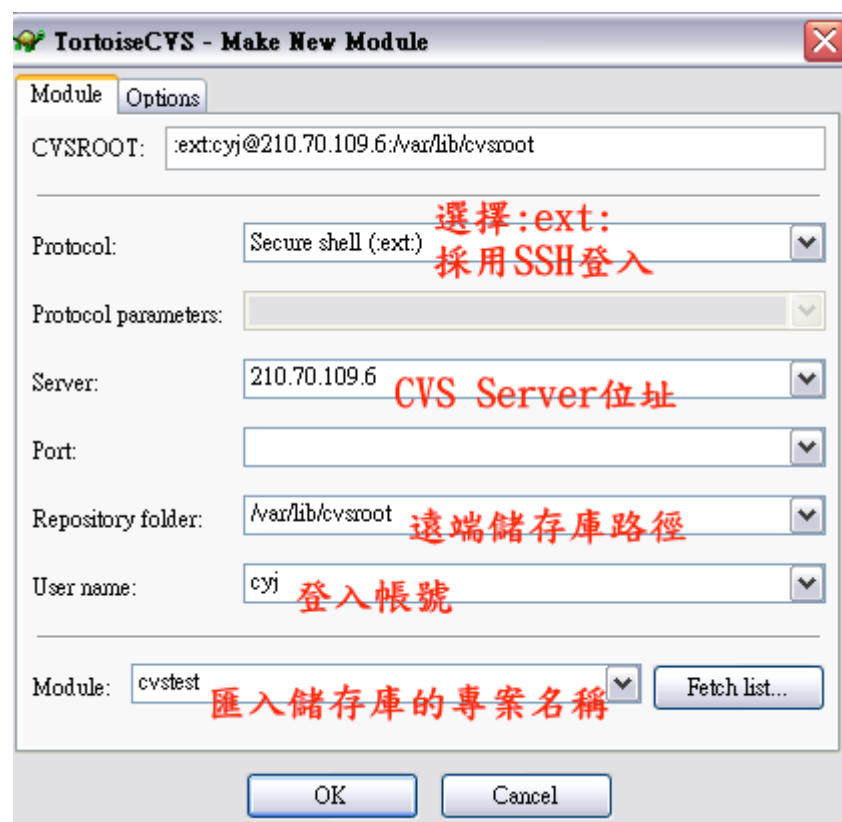 TortoiseCVS - Make New Module
Module Options
CVSROOT: :ext:cyj@210.70.109.6:/var/lib/cvsroot
選擇:ext:
Protocol: Secure shell (:ext:)
採用SSH登入
Protocol parameters:
Server: 210.70.109.6 CVS Server位址
Port:
Repository folder: /var/lib/cvsroot 遠端儲存庫路徑
User name: cyj 登入帳號
Module: cvstest 匯入儲存庫的專案名稱 Fetch list...
OK Cancel